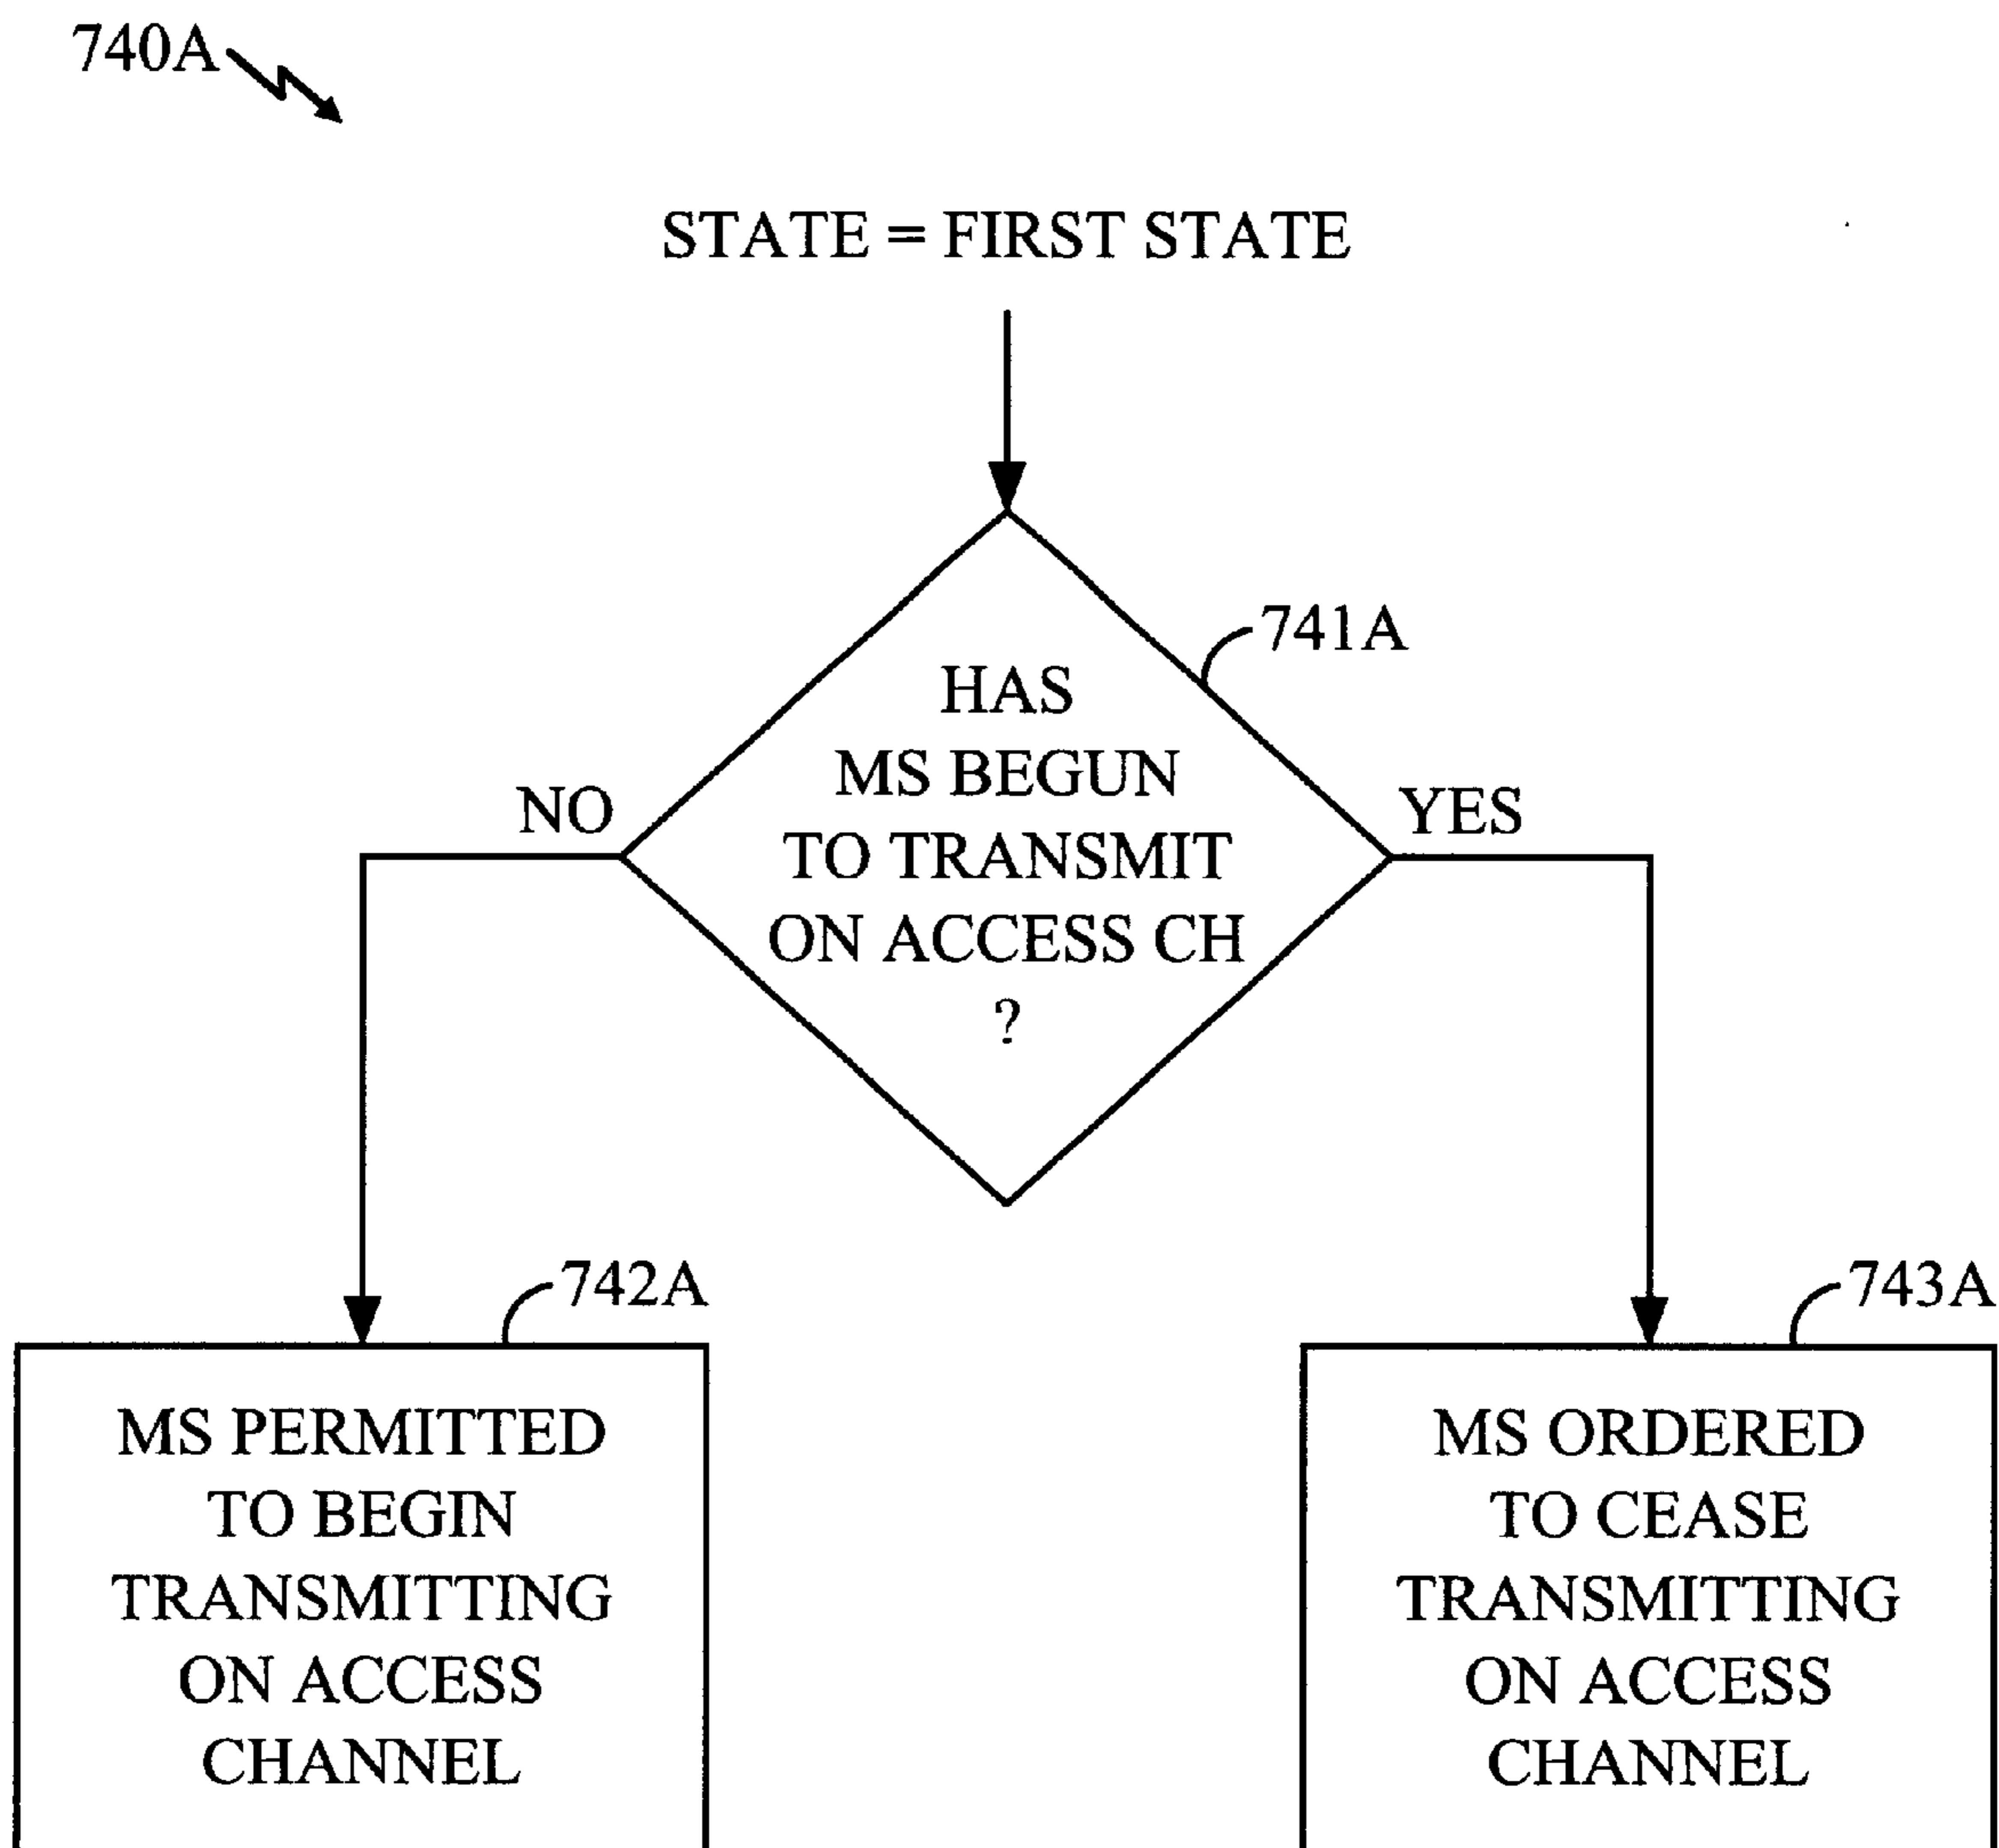 740A
STATE = FIRST STATE
741A
HAS
MS BEGUN
TO TRANSMIT
ON ACCESS CH
?
NO
YES
742A
MS PERMITTED
TO BEGIN
TRANSMITTING
ON ACCESS
CHANNEL
743A
MS ORDERED
TO CEASE
TRANSMITTING
ON ACCESS
CHANNEL